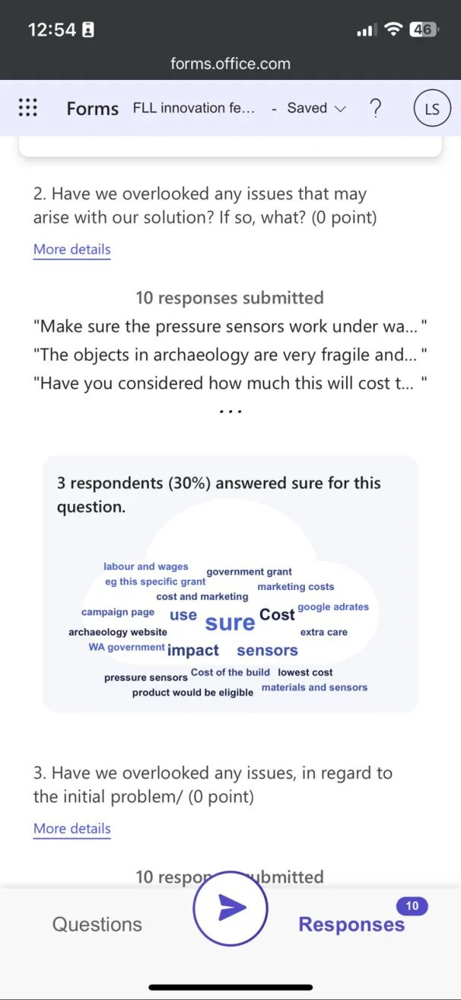 12:54
46
forms.office.com
Forms FLL innovation fe... - Saved ? LS
2. Have we overlooked any issues that may
arise with our solution? If so, what? (0 point)
More details
10 responses submitted
"Make sure the pressure sensors work under wa... "
"The objects in archaeology are very fragile and... "
"Have you considered how much this will cost t... "
...
3 respondents (30%) answered sure for this
question.
labour and wages government grant
eg this specific grant marketing costs
cost and marketing
campaign page use sure Cost google adrates
archaeology website extra care
WA government impact sensors
pressure sensors Cost of the build lowest cost
product would be eligible materials and sensors
3. Have we overlooked any issues, in regard to
the initial problem/ (0 point)
More details
10 submitted
Questions Responses 10